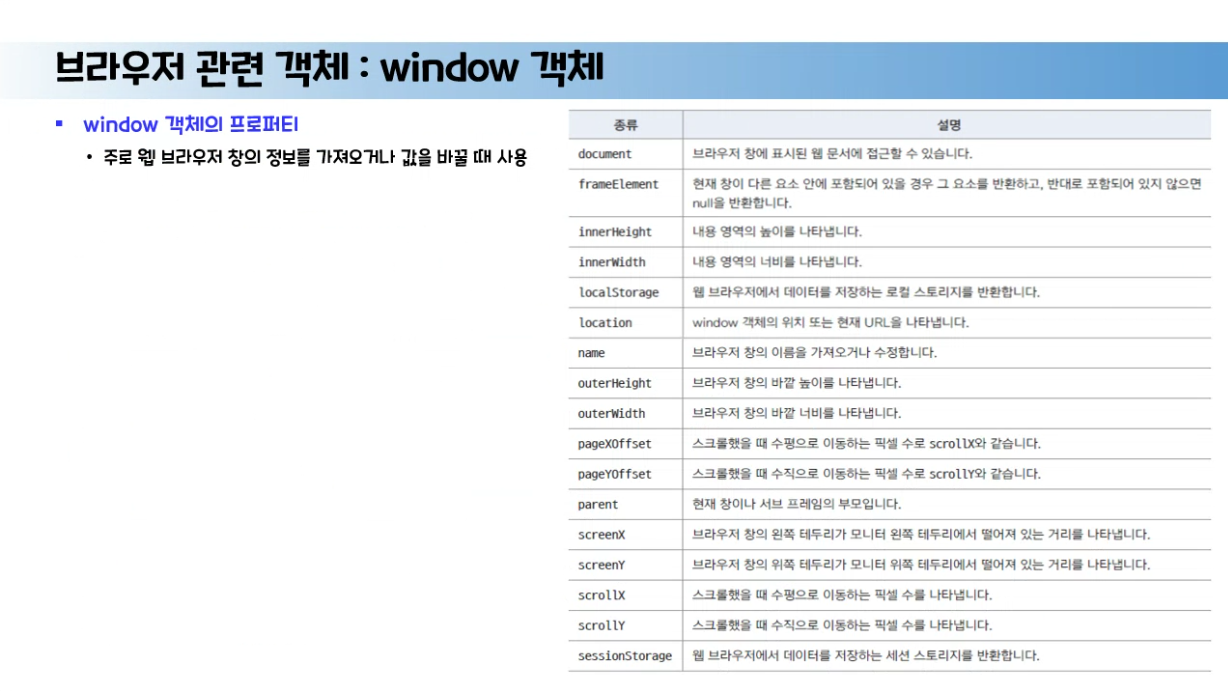 브라우저 관련 객체 : window 객체
▪ window 객체의 프로퍼티
• 주로 웹 브라우저 창의 정보를 가져오거나 값을 바꿀 때 사용
종류 설명
document 브라우저 창에 표시된 웹 문서에 접근할 수 있습니다.
frameElement 현재 창이 다른 요소 안에 포함되어 있을 경우 그 요소를 반환하고, 반대로 포함되어 있지 않으면
null을 반환합니다.
innerHeight 내용 영역의 높이를 나타냅니다.
innerWidth 내용 영역의 너비를 나타냅니다.
localStorage 웹 브라우저에서 데이터를 저장하는 로컬 스토리지를 반환합니다.
location window 객체의 위치 또는 현재 URL을 나타냅니다.
name 브라우저 창의 이름을 가져오거나 수정합니다.
outerHeight 브라우저 창의 바깥 높이를 나타냅니다.
outerWidth 브라우저 창의 바깥 너비를 나타냅니다.
pageXOffset 스크롤했을 때 수평으로 이동하는 픽셀 수로 scrollX와 같습니다.
pageYOffset 스크롤했을 때 수직으로 이동하는 픽셀 수로 scrollY와 같습니다.
parent 현재 창이나 서브 프레임의 부모입니다.
screenX 브라우저 창의 왼쪽 테두리가 모니터 왼쪽 테두리에서 떨어져 있는 거리를 나타냅니다.
screenY 브라우저 창의 위쪽 테두리가 모니터 위쪽 테두리에서 떨어져 있는 거리를 나타냅니다.
scrollX 스크롤했을 때 수평으로 이동하는 픽셀 수를 나타냅니다.
scrollY 스크롤했을 때 수직으로 이동하는 픽셀 수를 나타냅니다.
sessionStorage 웹 브라우저에서 데이터를 저장하는 세션 스토리지를 반환합니다.